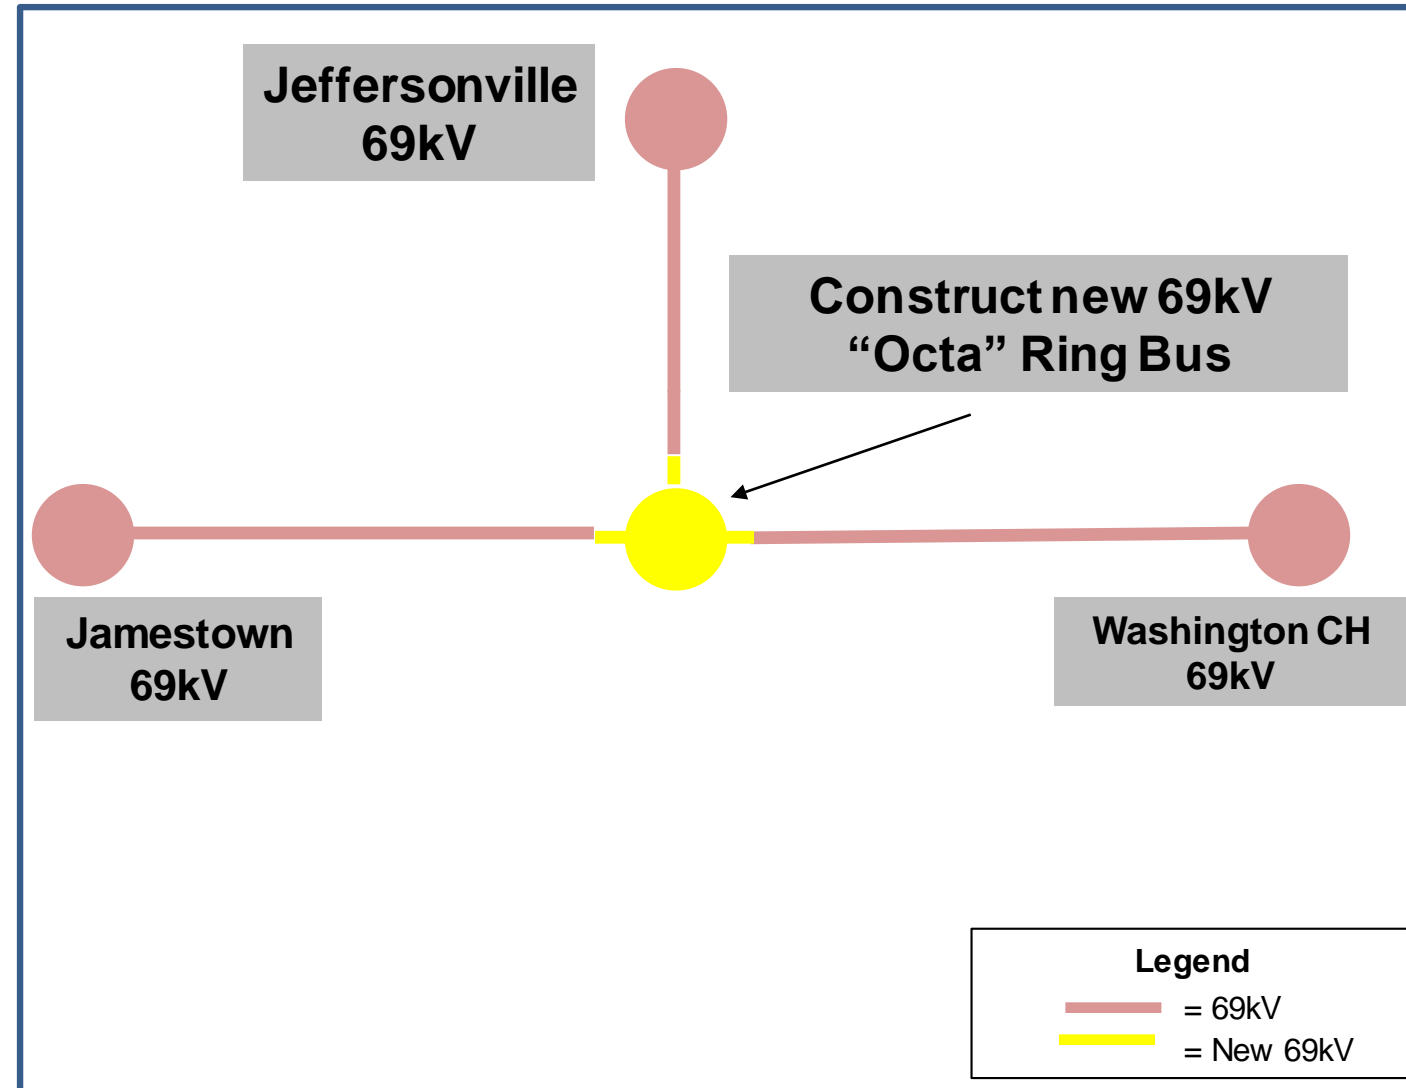 Jeffersonville
69kV
Construct new 69kV
“Octa” Ring Bus
Jamestown
69kV
Washington CH
69kV
Legend
= 69kV
= New 69kV